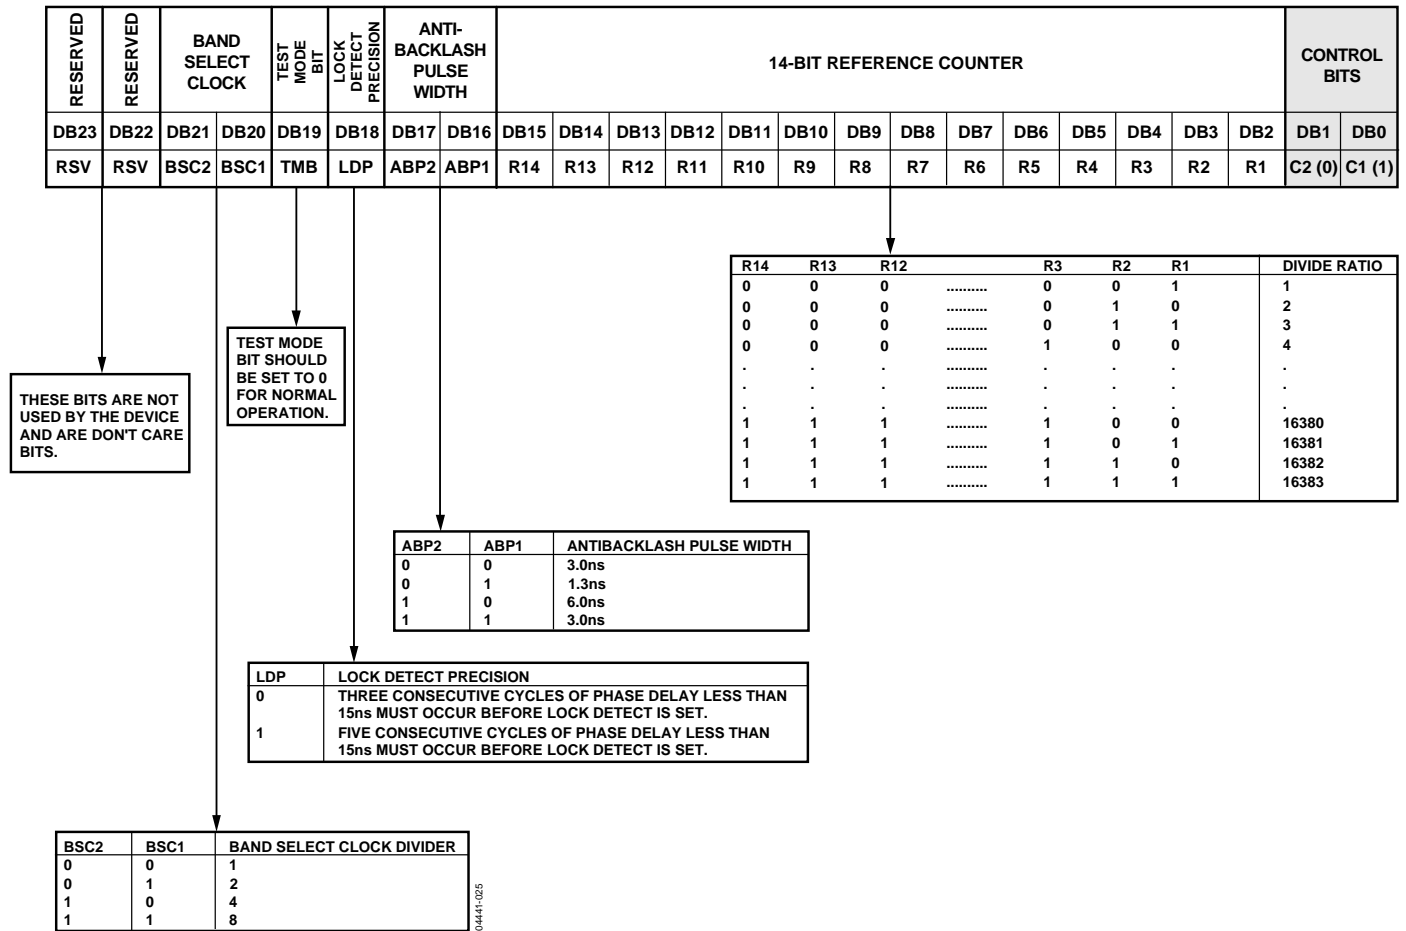 RESERVED
RESERVED
BAND
SELECT
CLOCK
TEST
MODE
BIT
LOCK
DETECT
PRECISION
ANTI-
BACKLASH
PULSE
WIDTH
14-BIT REFERENCE COUNTER
CONTROL
BITS
DB23 DB22 DB21 DB20 DB19 DB18 DB17 DB16 DB15 DB14 DB13 DB12 DB11 DB10 DB9 DB8 DB7 DB6 DB5 DB4 DB3 DB2 DB1 DB0
RSV RSV BSC2 BSC1 TMB LDP ABP2 ABP1 R14 R13 R12 R11 R10 R9 R8 R7 R6 R5 R4 R3 R2 R1 C2 (0) C1 (1)
R14 R13 R12 R3 R2 R1 DIVIDE RATIO
0 0 0 .......... 0 0 1 1
0 0 0 .......... 0 1 0 2
0 0 0 .......... 0 1 1 3
0 0 0 .......... 1 0 0 4
. . . .......... . . . .
. . . .......... . . . .
. . . .......... . . . .
1 1 1 .......... 1 0 0 16380
1 1 1 .......... 1 0 1 16381
1 1 1 .......... 1 1 0 16382
1 1 1 .......... 1 1 1 16383
TEST MODE
BIT SHOULD
BE SET TO 0
FOR NORMAL
OPERATION.
THESE BITS ARE NOT
USED BY THE DEVICE
AND ARE DON'T CARE
BITS.
ABP2 ABP1 ANTIBACKLASH PULSE WIDTH
0 0 3.0ns
0 1 1.3ns
1 0 6.0ns
1 1 3.0ns
LDP LOCK DETECT PRECISION
0 THREE CONSECUTIVE CYCLES OF PHASE DELAY LESS THAN
15ns MUST OCCUR BEFORE LOCK DETECT IS SET.
1 FIVE CONSECUTIVE CYCLES OF PHASE DELAY LESS THAN
15ns MUST OCCUR BEFORE LOCK DETECT IS SET.
BSC2 BSC1 BAND SELECT CLOCK DIVIDER
0 0 1
0 1 2
1 0 4
1 1 8
04441-025